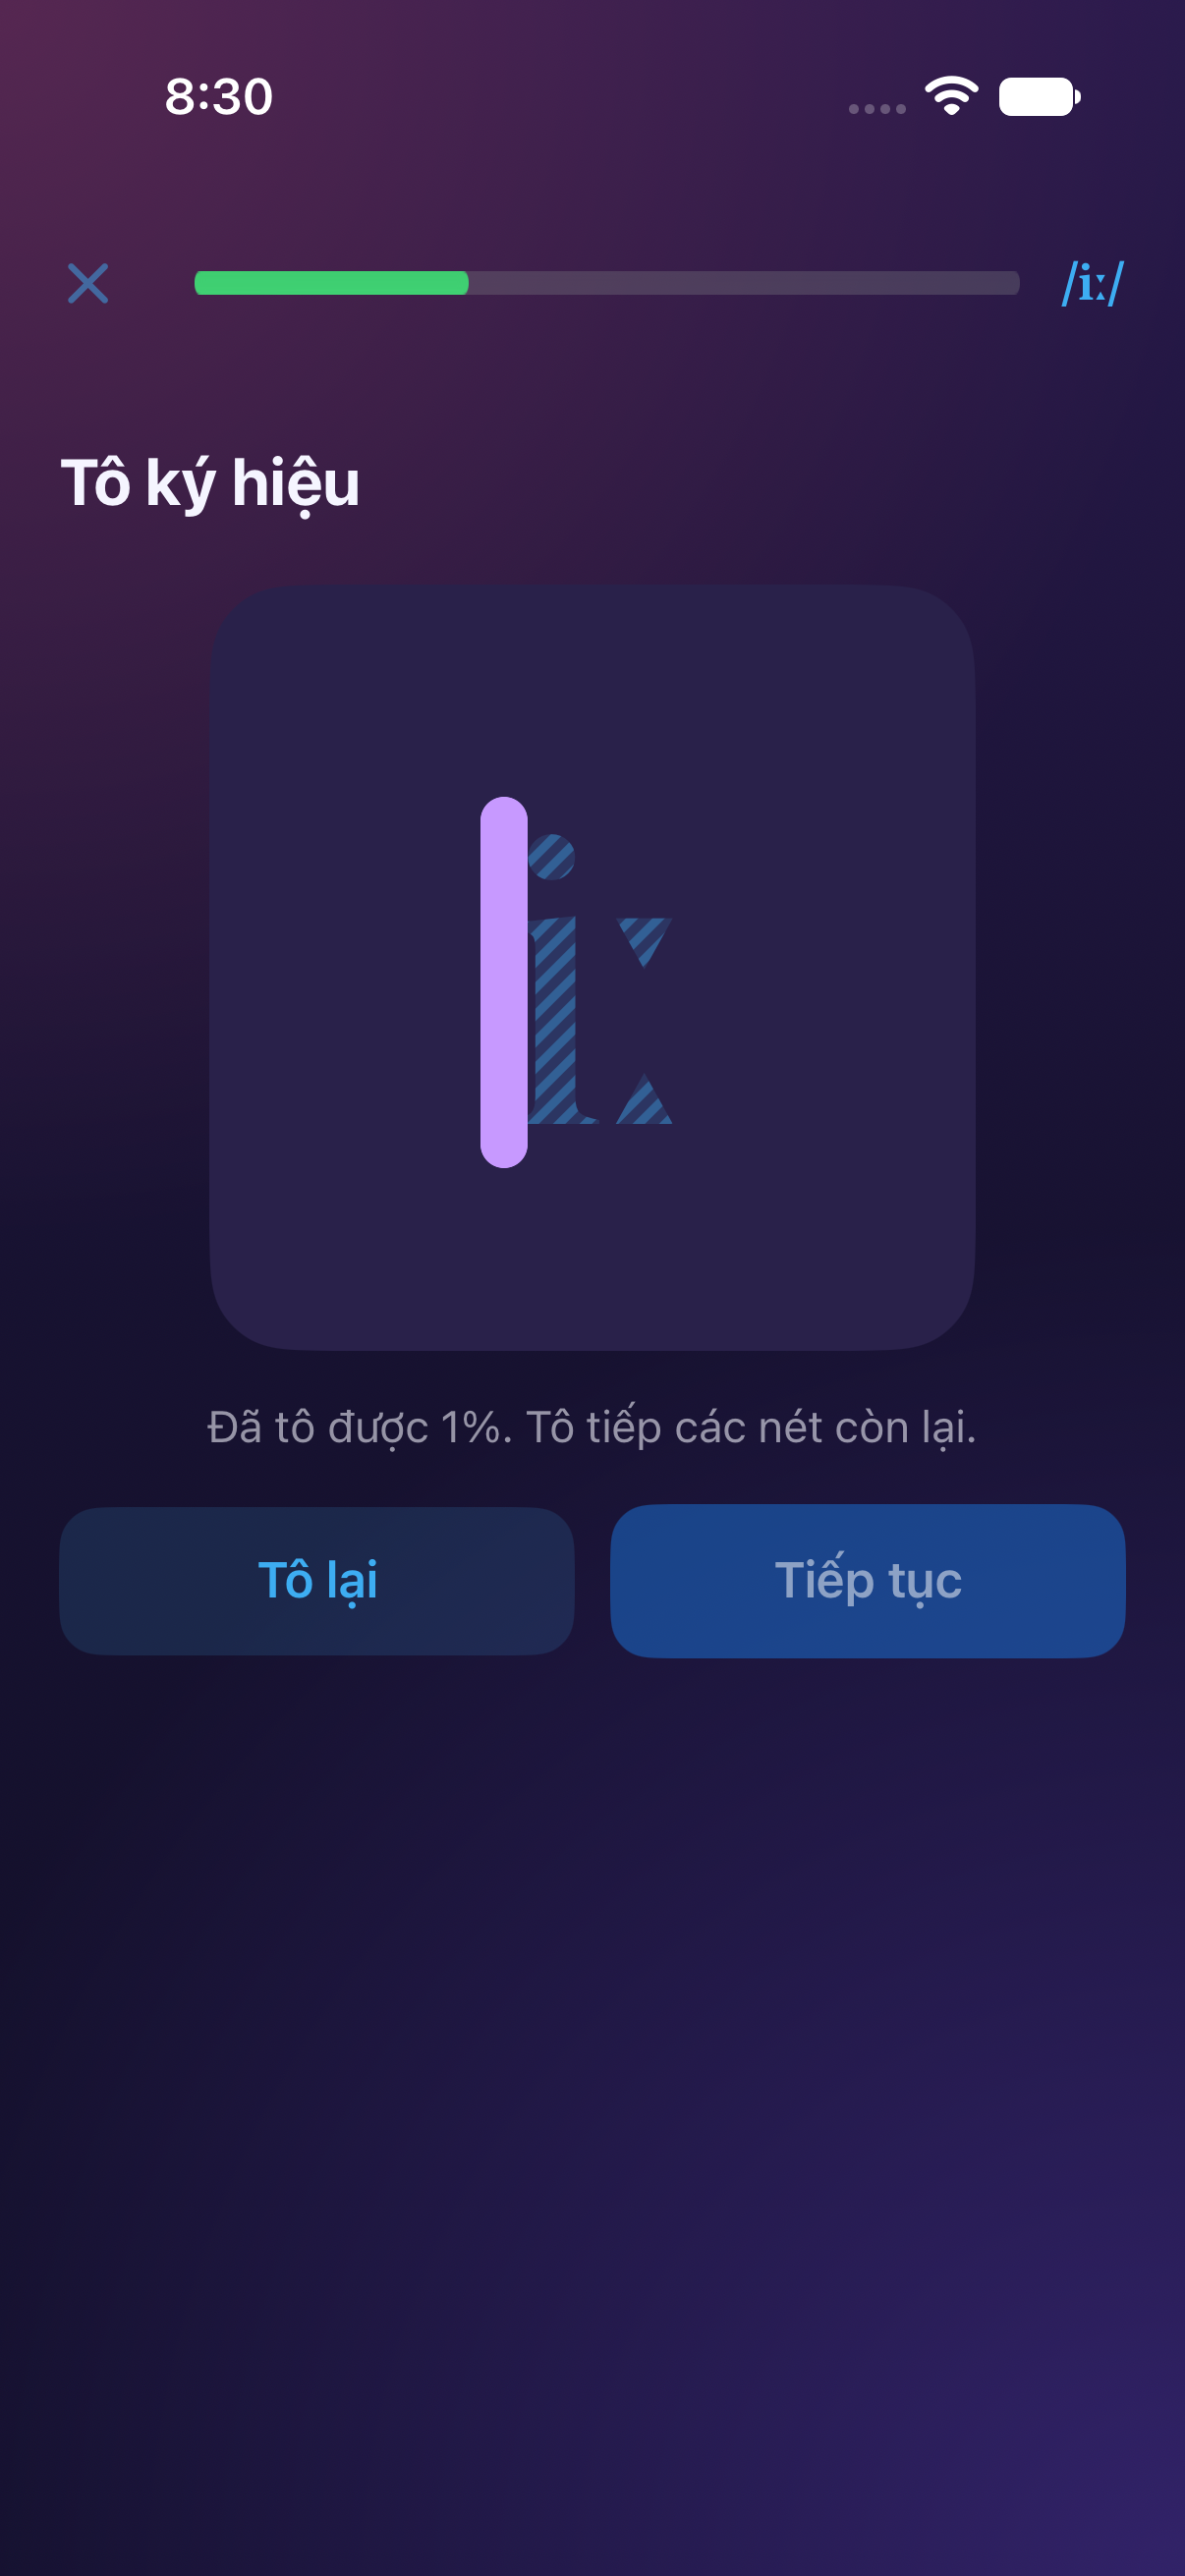 8:30
/iː/
Tô ký hiệu
iː
Đã tô được 1%. Tô tiếp các nét còn lại.
Tô lại
Tiếp tục